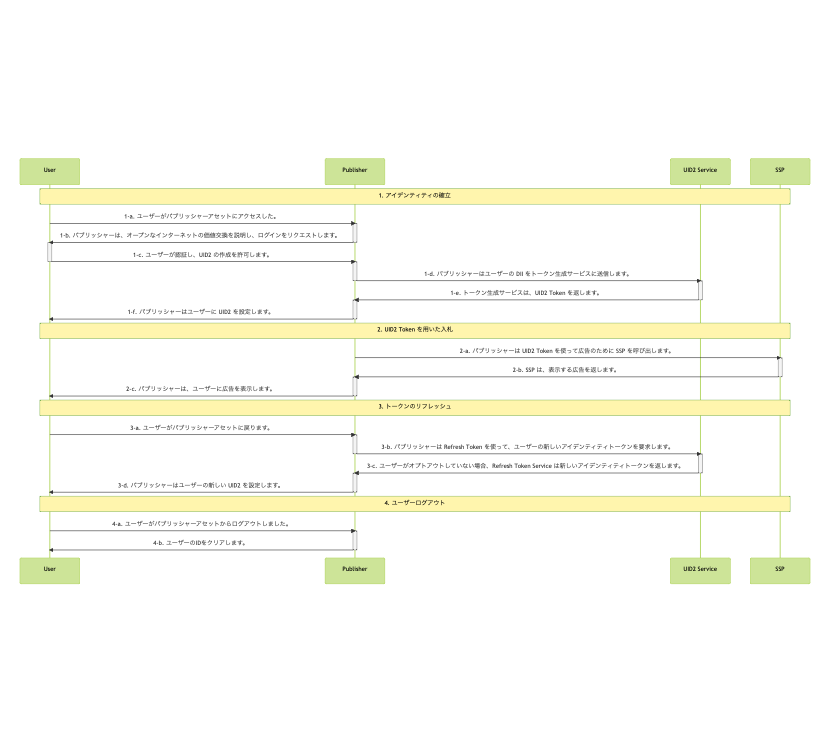 User
Publisher
UID2 Service
SSP
1. アイデンティティの確立
1-a. ユーザーがパブリッシャーアセットにアクセスした。
1-b. パブリッシャーは、オープンなインターネットの価値交換を説明し、ログインをリクエストします。
1-c. ユーザーが認証し、UID2 の作成を許可します。
1-d. パブリッシャーはユーザーの DII をトークン生成サービスに送信します。
1-e. トークン生成サービスは、UID2 Token を返します。
1-f. パブリッシャーはユーザーに UID2 を設定します。
2. UID2 Token を用いた入札
2-a. パブリッシャーは UID2 Token を使って広告のために SSP を呼び出します。
2-b. SSP は、表示する広告を返します。
2-c. パブリッシャーは、ユーザーに広告を表示します。
3. トークンのリフレッシュ
3-a. ユーザーがパブリッシャーアセットに戻ります。
3-b. パブリッシャーは Refresh Token を使って、ユーザーの新しいアイデンティティトークンを要求します。
3-c. ユーザーがオプトアウトしていない場合、Refresh Token Service は新しいアイデンティティトークンを返します。
3-d. パブリッシャーはユーザーの新しい UID2 を設定します。
4. ユーザーログアウト
4-a. ユーザーがパブリッシャーアセットからログアウトしました。
4-b. ユーザーのIDをクリアします。
User
Publisher
UID2 Service
SSP